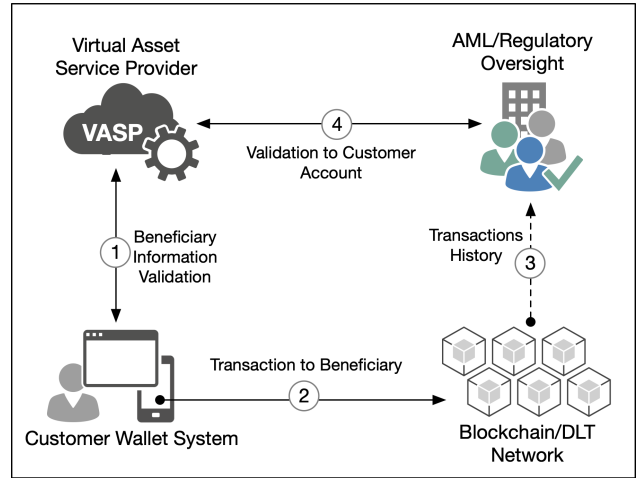 Virtual Asset
Service Provider
VASP
AML/Regulatory
Oversight
4
Validation to Customer
Account
1
Beneficiary
Information
Validation
Transactions
History
3
Transaction to Beneficiary
2
Customer Wallet System
Blockchain/DLT
Network